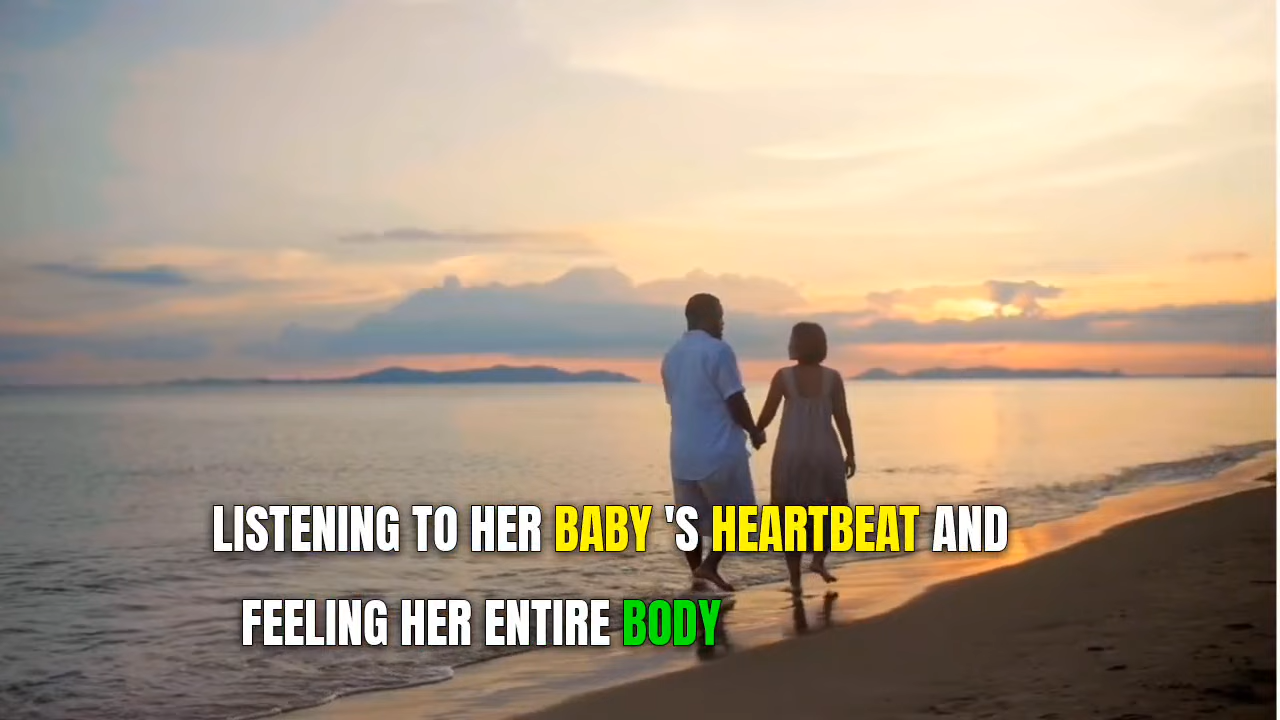 LISTENING TO HER BABY 'S HEARTBEAT AND
FEELING HER ENTIRE BODY